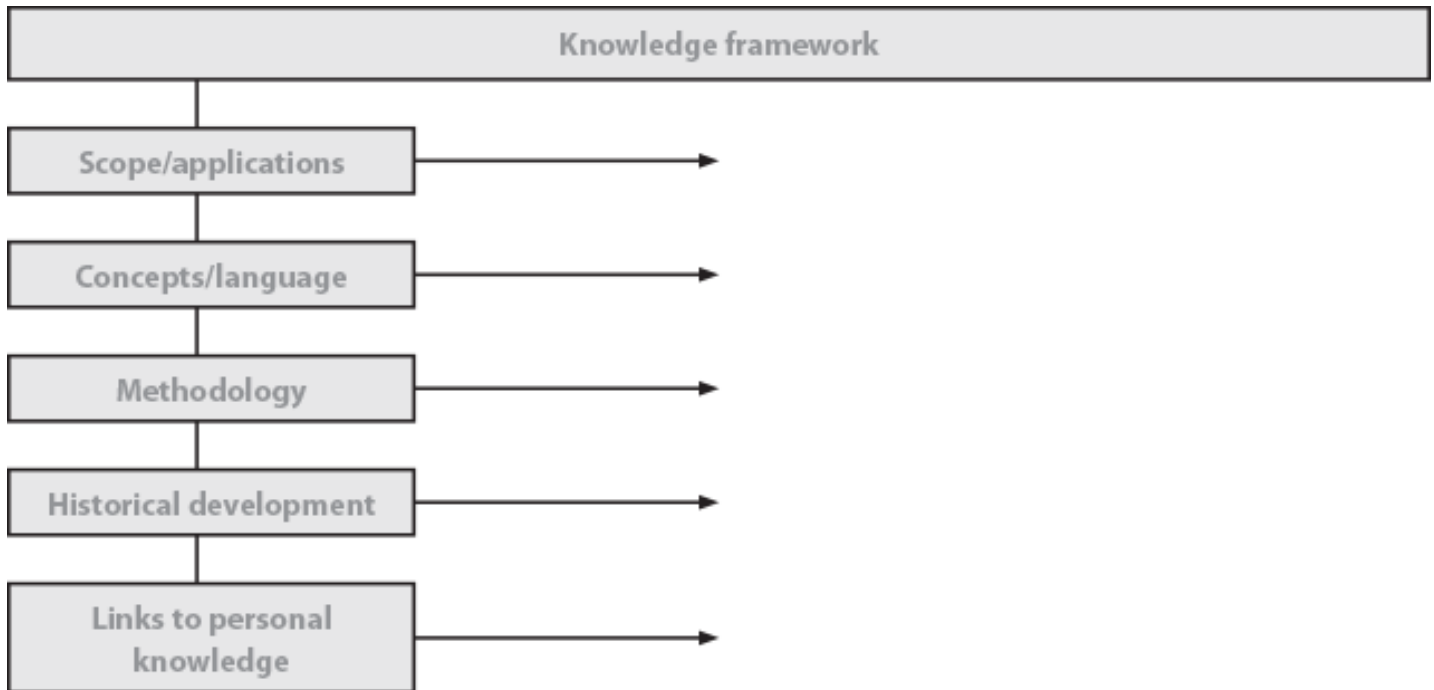 Knowledge framework
Scope/applications
Concepts/language
Methodology
Historical development
Links to personal
knowledge